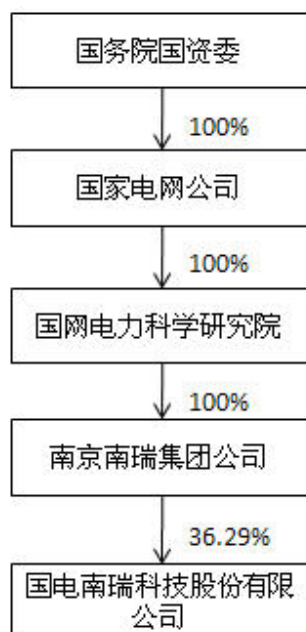 国务院国资委
100%
国家电网公司
100%
国网电力科学研究院
100%
南京南瑞集团公司
36.29%
国电南瑞科技股份有限
公司